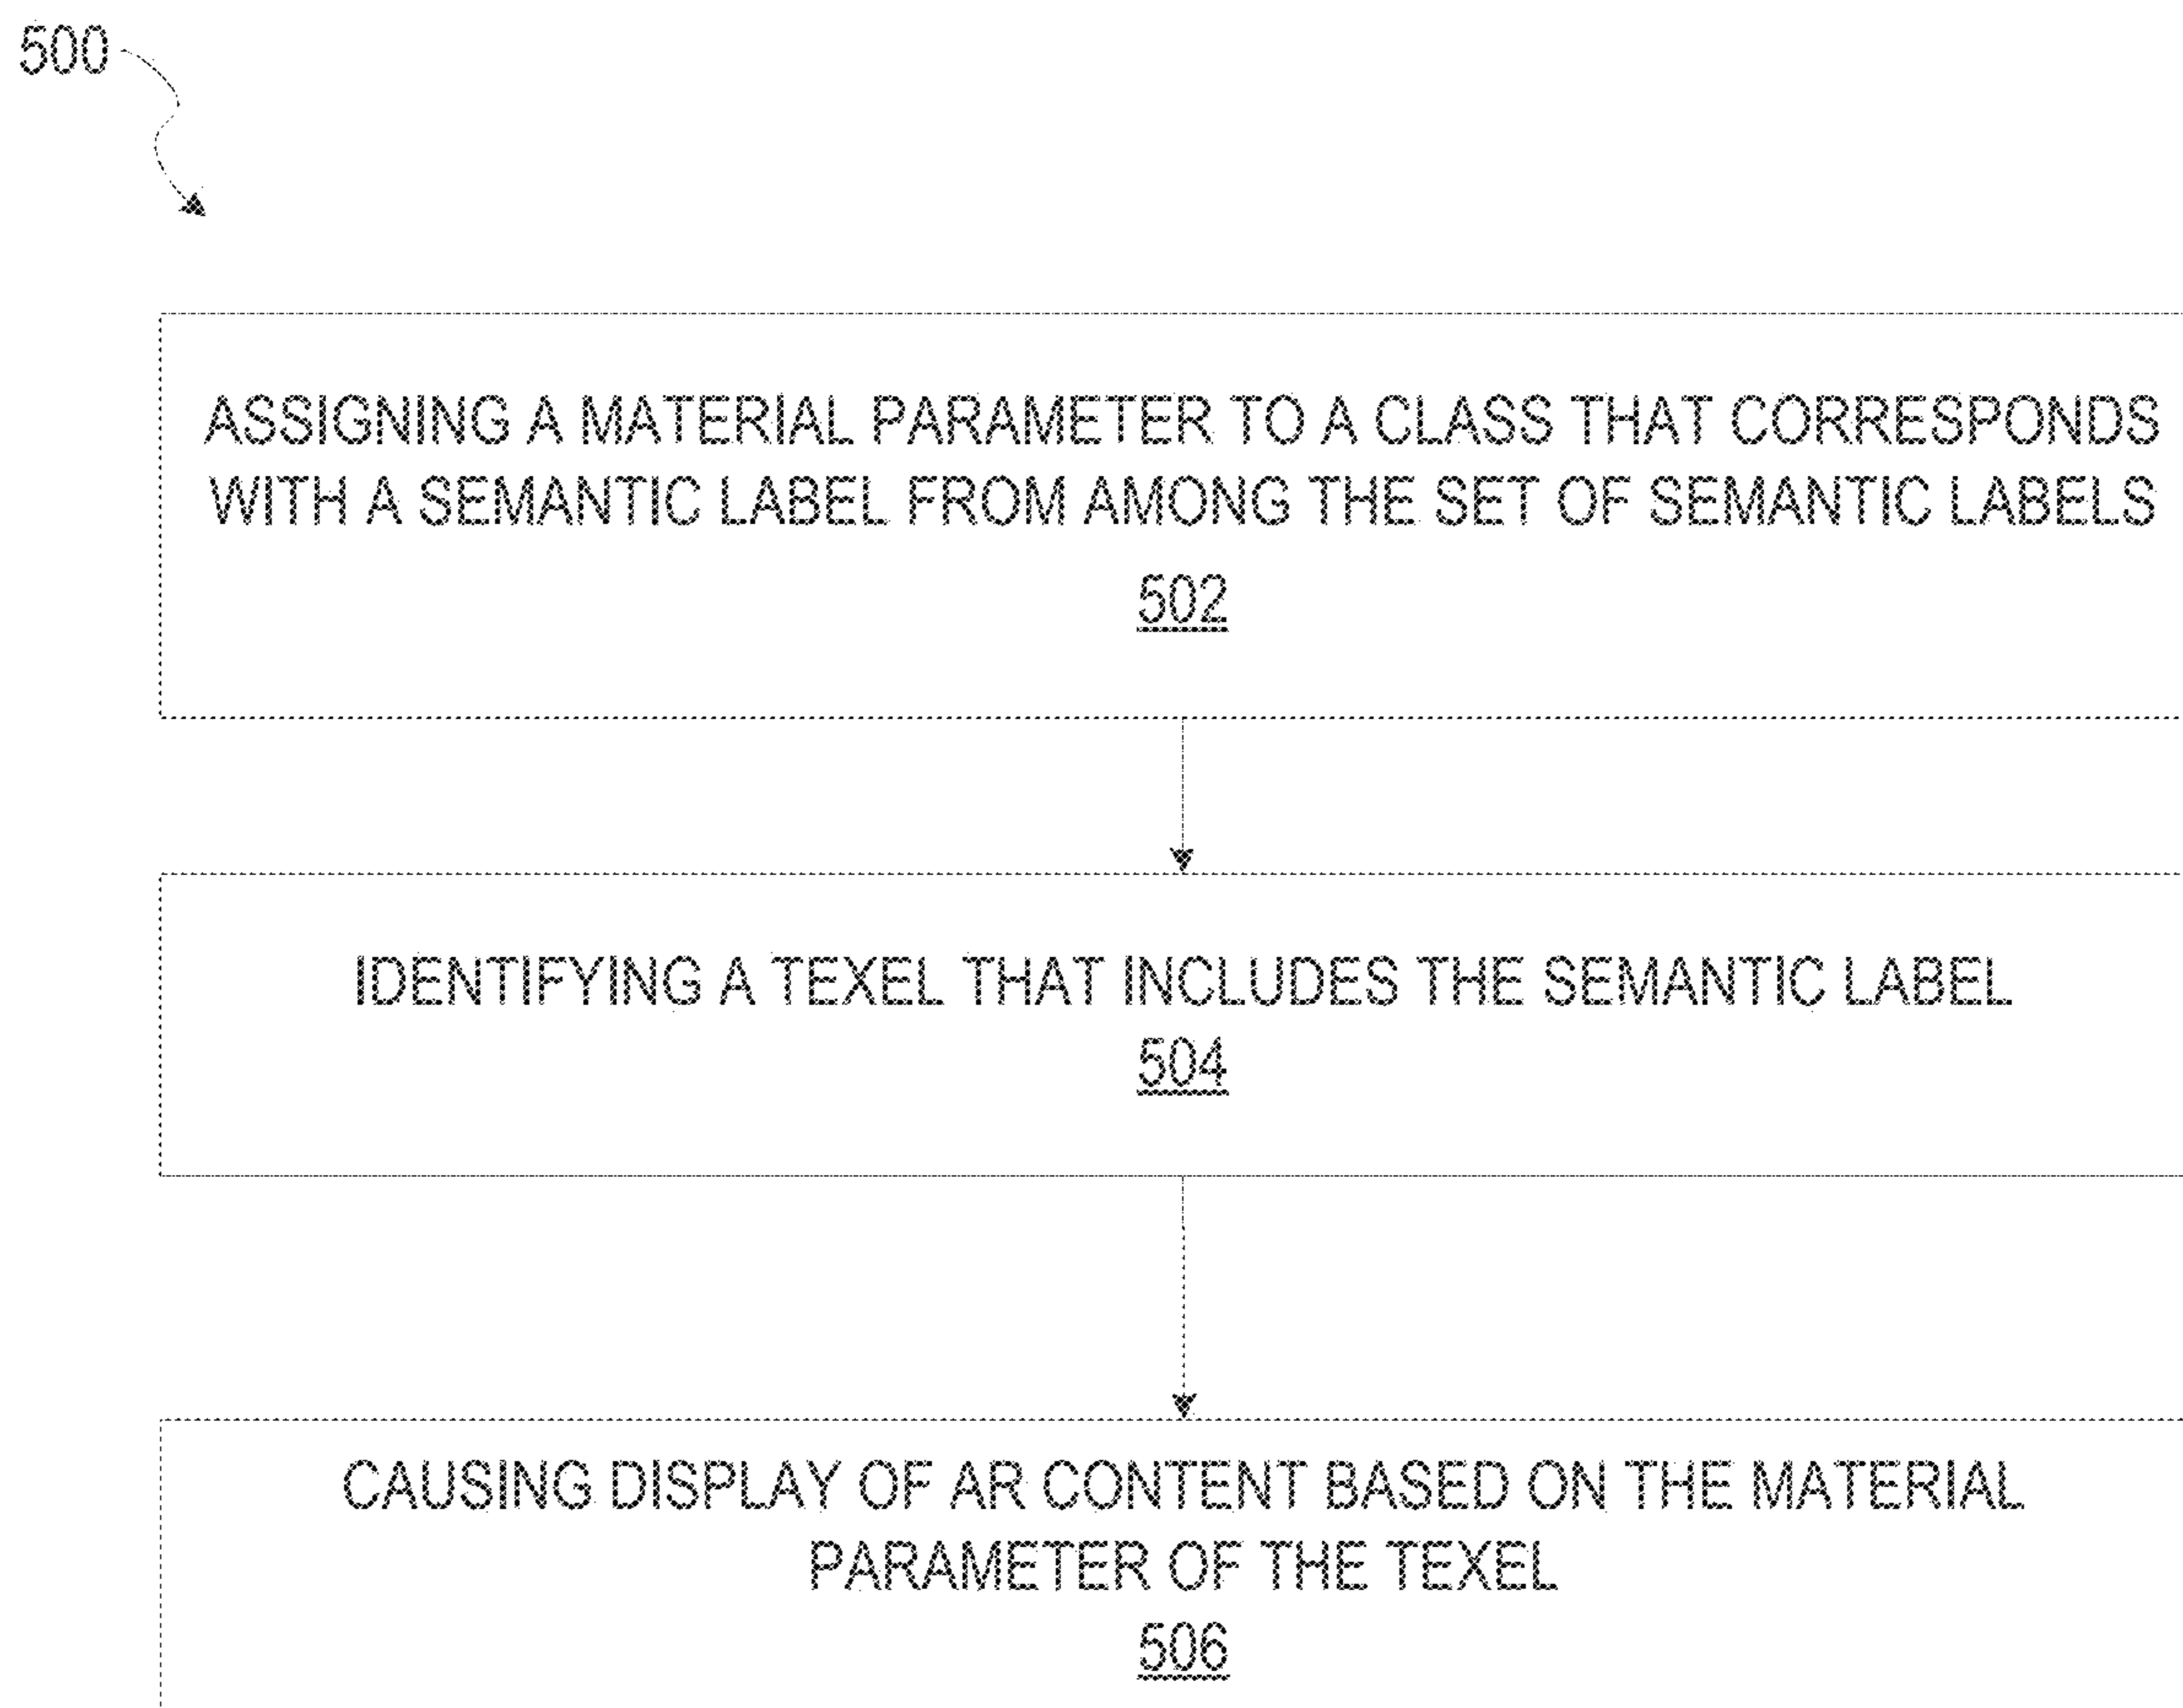 500
ASSIGNING A MATERIAL PARAMETER TO A CLASS THAT CORRESPONDS
WITH A SEMANTIC LABEL FROM AMONG THE SET OF SEMANTIC LABELS
502
IDENTIFYING A TEXEL THAT INCLUDES THE SEMANTIC LABEL
504
CAUSING DISPLAY OF AR CONTENT BASED ON THE MATERIAL
PARAMETER OF THE TEXEL
506